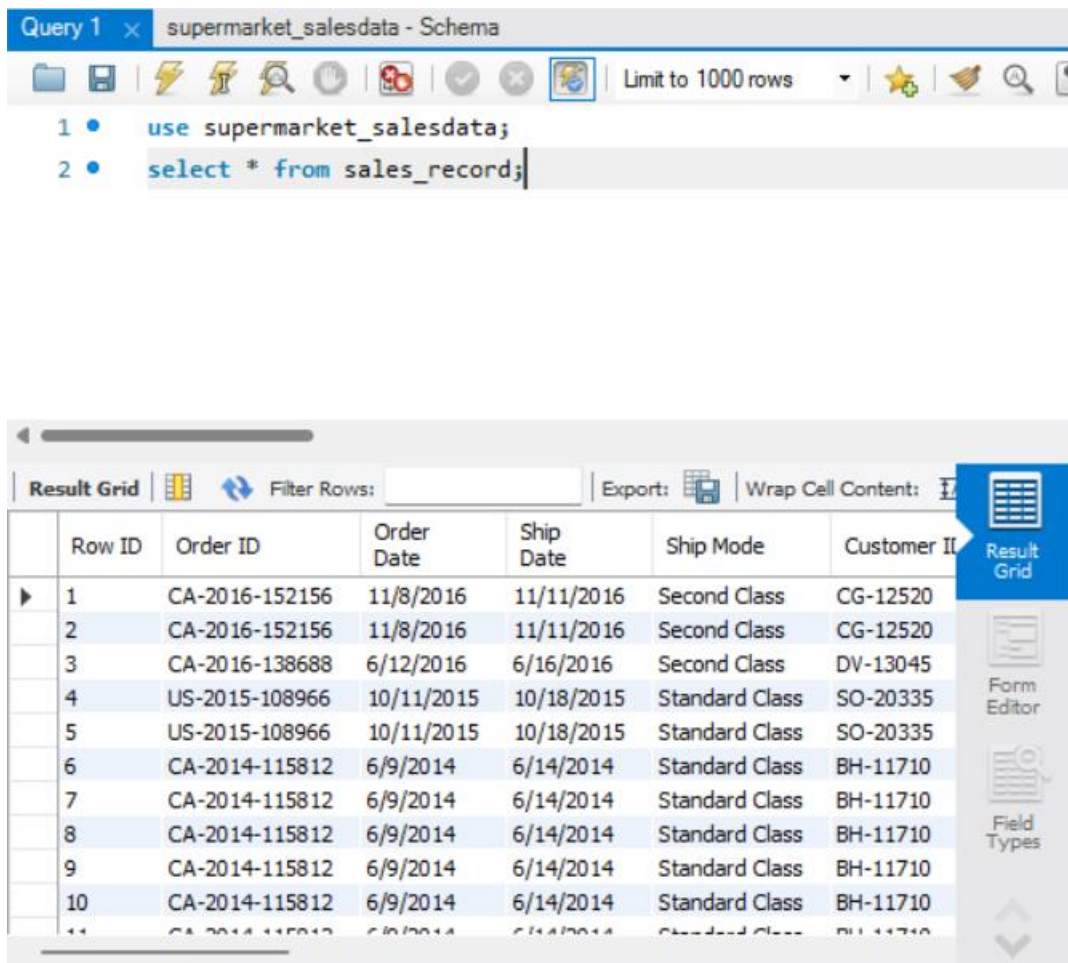 Query 1 × supermarket_salesdata - Schema
Limit to 1000 rows
1 use supermarket_salesdata;
2 select * from sales_record;
Result Grid Filter Rows: Export: Wrap Cell Content:
Row ID Order ID Order Date Ship Date Ship Mode Customer ID
1 CA-2016-152156 11/8/2016 11/11/2016 Second Class CG-12520
2 CA-2016-152156 11/8/2016 11/11/2016 Second Class CG-12520
3 CA-2016-138688 6/12/2016 6/16/2016 Second Class DV-13045
4 US-2015-108966 10/11/2015 10/18/2015 Standard Class SO-20335
5 US-2015-108966 10/11/2015 10/18/2015 Standard Class SO-20335
6 CA-2014-115812 6/9/2014 6/14/2014 Standard Class BH-11710
7 CA-2014-115812 6/9/2014 6/14/2014 Standard Class BH-11710
8 CA-2014-115812 6/9/2014 6/14/2014 Standard Class BH-11710
9 CA-2014-115812 6/9/2014 6/14/2014 Standard Class BH-11710
10 CA-2014-115812 6/9/2014 6/14/2014 Standard Class BH-11710
Result
Grid
Form
Editor
Field
Types